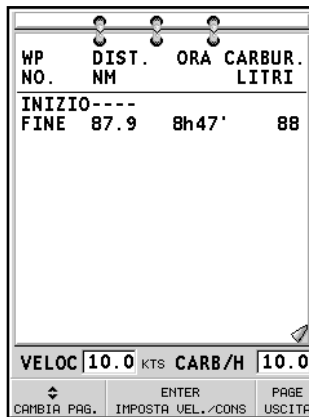 WP DIST. ORA CARBUR.
NO. NM LITRI
INIZIO----
FINE 87.9 8h47' 88
VELOC 10.0 KTS CARB/H 10.0
ENTER PAGE
CAMBIA PAG. IMPOSTA VEL./CONS USCITA